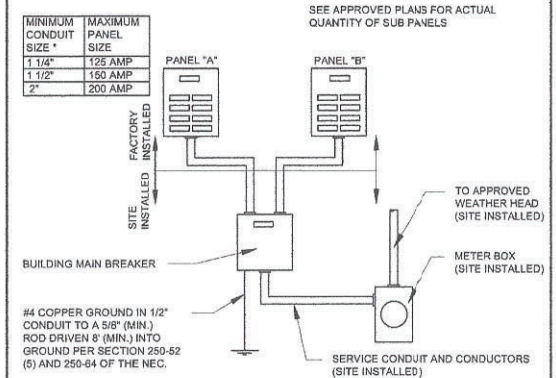 SEE APPROVED PLANS FOR ACTUAL
QUANTITY OF SUB PANELS
MINIMUM CONDUIT SIZE * MAXIMUM PANEL SIZE
1 1/4" 125 AMP
1 1/2" 150 AMP
2" 200 AMP
PANEL "A"
PANEL "B"
FACTORY
INSTALLED
SITE
INSTALLED
TO APPROVED
WEATHER HEAD
(SITE INSTALLED)
BUILDING MAIN BREAKER
METER BOX
(SITE INSTALLED)
#4 COPPER GROUND IN 1/2"
CONDUIT TO A 5/8" (MIN.)
ROD DRIVEN 8' (MIN.) INTO
GROUND PER SECTION 250-52
(5) AND 250-64 OF THE NEC.
SERVICE CONDUIT AND CONDUCTORS
(SITE INSTALLED)